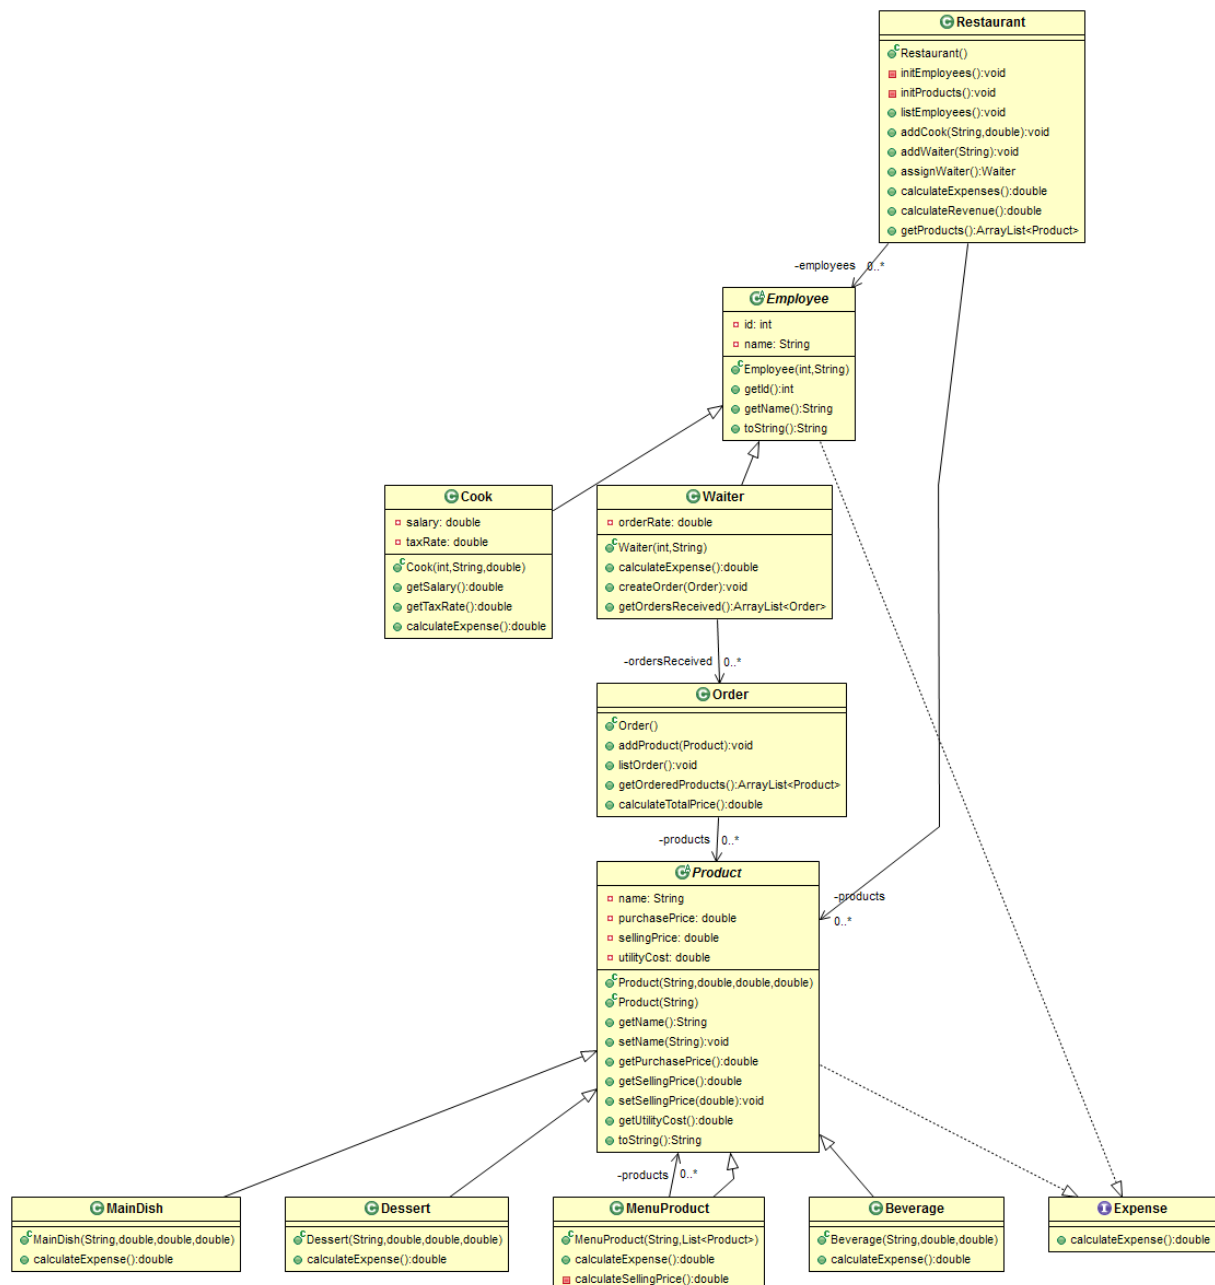 Restaurant
Restaurant()
initEmployees():void
initProducts():void
listEmployees():void
addCook(String,double):void
addWaiter(String):void
assignWaiter():Waiter
calculateExpenses():double
calculateRevenue():double
getProducts():ArrayList<Product>
-employees 0..*
Employee
id: int
name: String
Employee(int,String)
getId():int
getName():String
toString():String
Cook
salary: double
taxRate: double
Cook(int,String,double)
getSalary():double
getTaxRate():double
calculateExpense():double
Waiter
orderRate: double
Waiter(int,String)
calculateExpense():double
createOrder(Order):void
getOrdersReceived():ArrayList<Order>
-ordersReceived 0..*
Order
Order()
addProduct(Product):void
listOrder():void
getOrderedProducts():ArrayList<Product>
calculateTotalPrice():double
-products 0..*
Product
name: String
purchasePrice: double
sellingPrice: double
utilityCost: double
Product(String,double,double,double)
Product(String)
getName():String
setName(String):void
getPurchasePrice():double
getSellingPrice():double
setSellingPrice(double):void
getUtilityCost():double
toString():String
-products
0..*
-products 0..*
MainDish
MainDish(String,double,double,double)
calculateExpense():double
Dessert
Dessert(String,double,double,double)
calculateExpense():double
MenuProduct
MenuProduct(String,List<Product>)
calculateExpense():double
calculateSellingPrice():double
Beverage
Beverage(String,double,double)
calculateExpense():double
Expense
calculateExpense():double